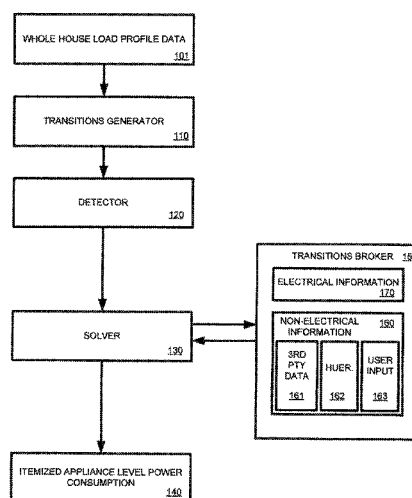 WHOLE HOUSE LOAD PROFILE DATA
101
TRANSITIONS GENERATOR
110
DETECTOR
120
TRANSITIONS BROKER
ELECTRICAL INFORMATION
170
SOLVER
130
NON-ELECTRICAL 160
INFORMATION
3RD
PTY
DATA
161
HUER.
162
USER
INPUT
163
ITEMIZED APPLIANCE LEVEL POWER
CONSUMPTION
140